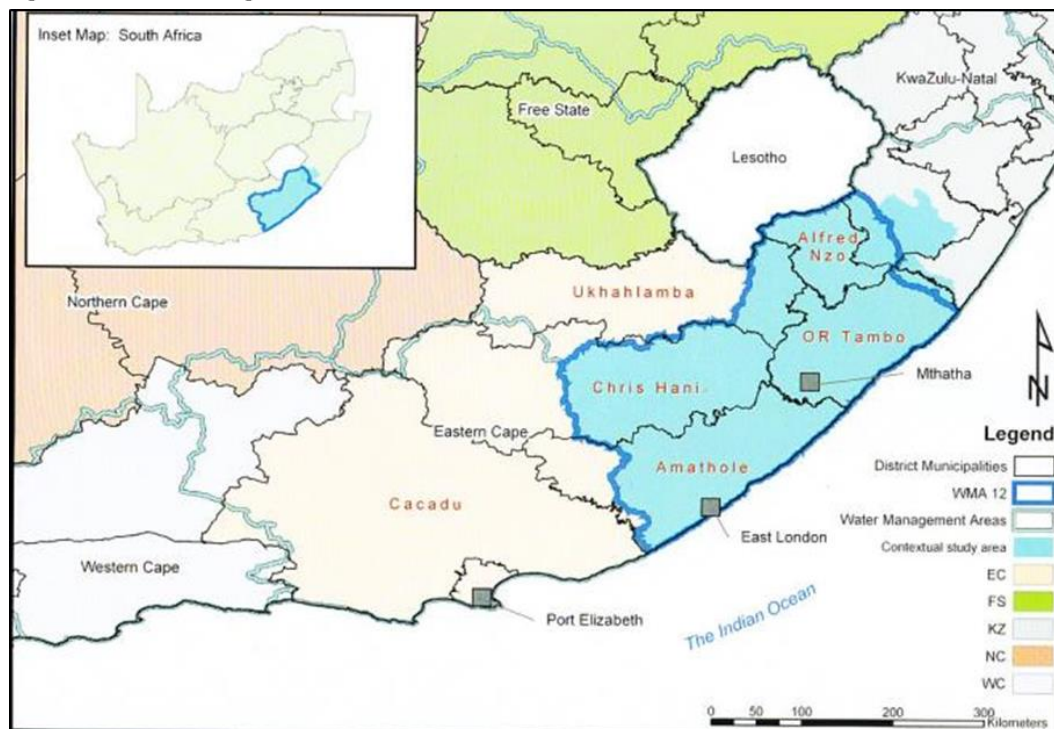 Inset Map: South Africa
KwaZulu-Natal
Free State
Lesotho
Alfred
Nzo
Ukhahlamba
Northern Cape
OR Tambo
Mthatha
Chris Hani
Eastern Cape
Amathole
Cacadu
East London
Western Cape
Port Elizabeth
The Indian Ocean
N
Legend
District Municipalities
WMA 12
Water Management Areas
Contextual study area
EC
FS
KZ
NC
WC
0 50 100 200 300
Kilometers